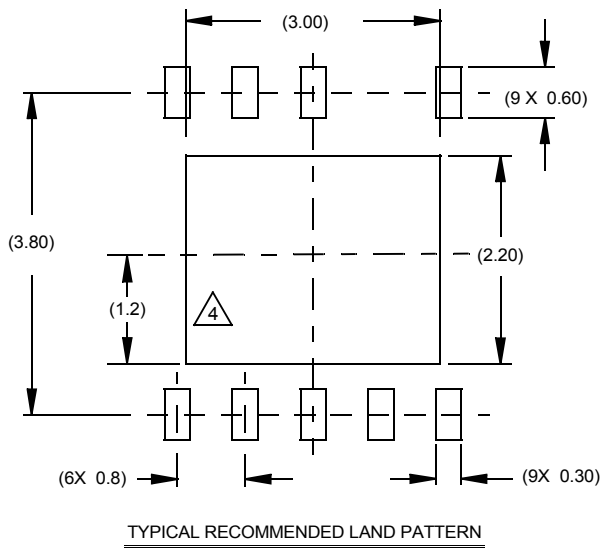 (3.00)
(9 X 0.60)
(3.80)
(2.20)
(1.2)
4
(6X 0.8)
(9X 0.30)
TYPICAL RECOMMENDED LAND PATTERN